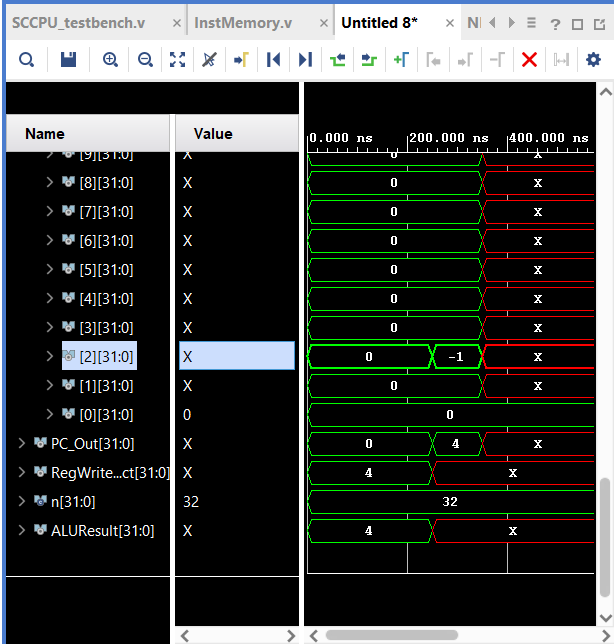 SCCPU_testbench.v × InstMemory.v × Untitled 8* × NI ?
Name Value 0.000 ns 200.000 ns 400.000 ns
[9][31:0] X 0 X
[8][31:0] X 0 X
[7][31:0] X 0 X
[6][31:0] X 0 X
[5][31:0] X 0 X
[4][31:0] X 0 X
[3][31:0] X 0 X
[2][31:0] X 0 -1 X
[1][31:0] X 0 X
[0][31:0] 0 0
PC_Out[31:0] X 0 4 X
RegWrite...ct[31:0] X 4 X
n[31:0] 32 32
ALUResult[31:0] X 4 X